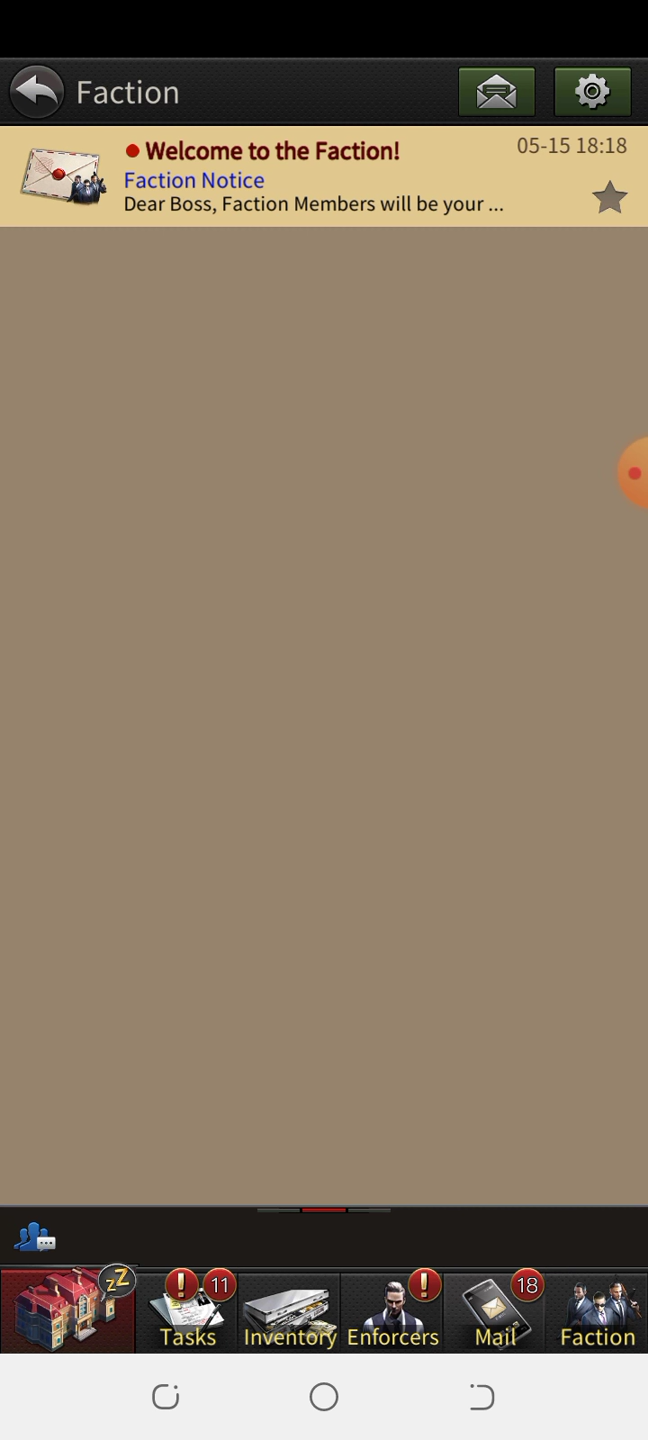 Faction
Welcome to the Faction!
05-15 18:18
Faction Notice
Dear Boss, Faction Members will be your ...
zZ
11
18
Tasks
Inventory
Enforcers
Mail
Faction